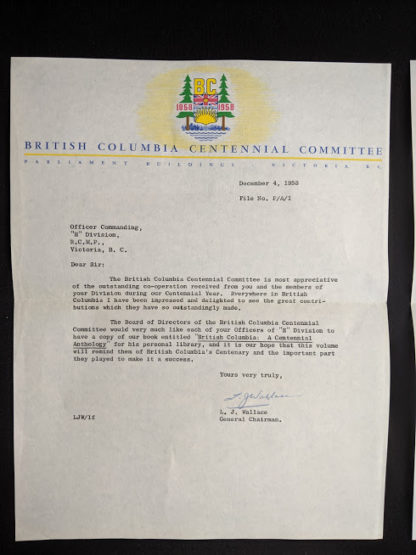 BC
1858 1958
BRITISH COLUMBIA CENTENNIAL COMMITTEE
PARLIAMENT BUILDINGS, VICTORIA, B.C.
December 4, 1958
File No. P/A/1
Officer Commanding,
"E" Division,
R.C.M.P.,
Victoria, B. C.
Dear Sir:
The British Columbia Centennial Committee is most appreciative
of the outstanding co-operation received from you and the members of
your Division during our Centennial Year. Everywhere in British
Columbia I have been impressed and delighted to see the great contri-
butions which they have so outstandingly made.
The Board of Directors of the British Columbia Centennial
Committee would very much like each of your Officers of "E" Division to
have a copy of our book entitled "British Columbia: A Centennial
Anthology" for his personal library, and it is our hope that this volume
will remind them of British Columbia's Centenary and the important part
they played to make it a success.
Yours very truly,
L. J. Wallace
L. J. Wallace
General Chairman.
LJW/lf